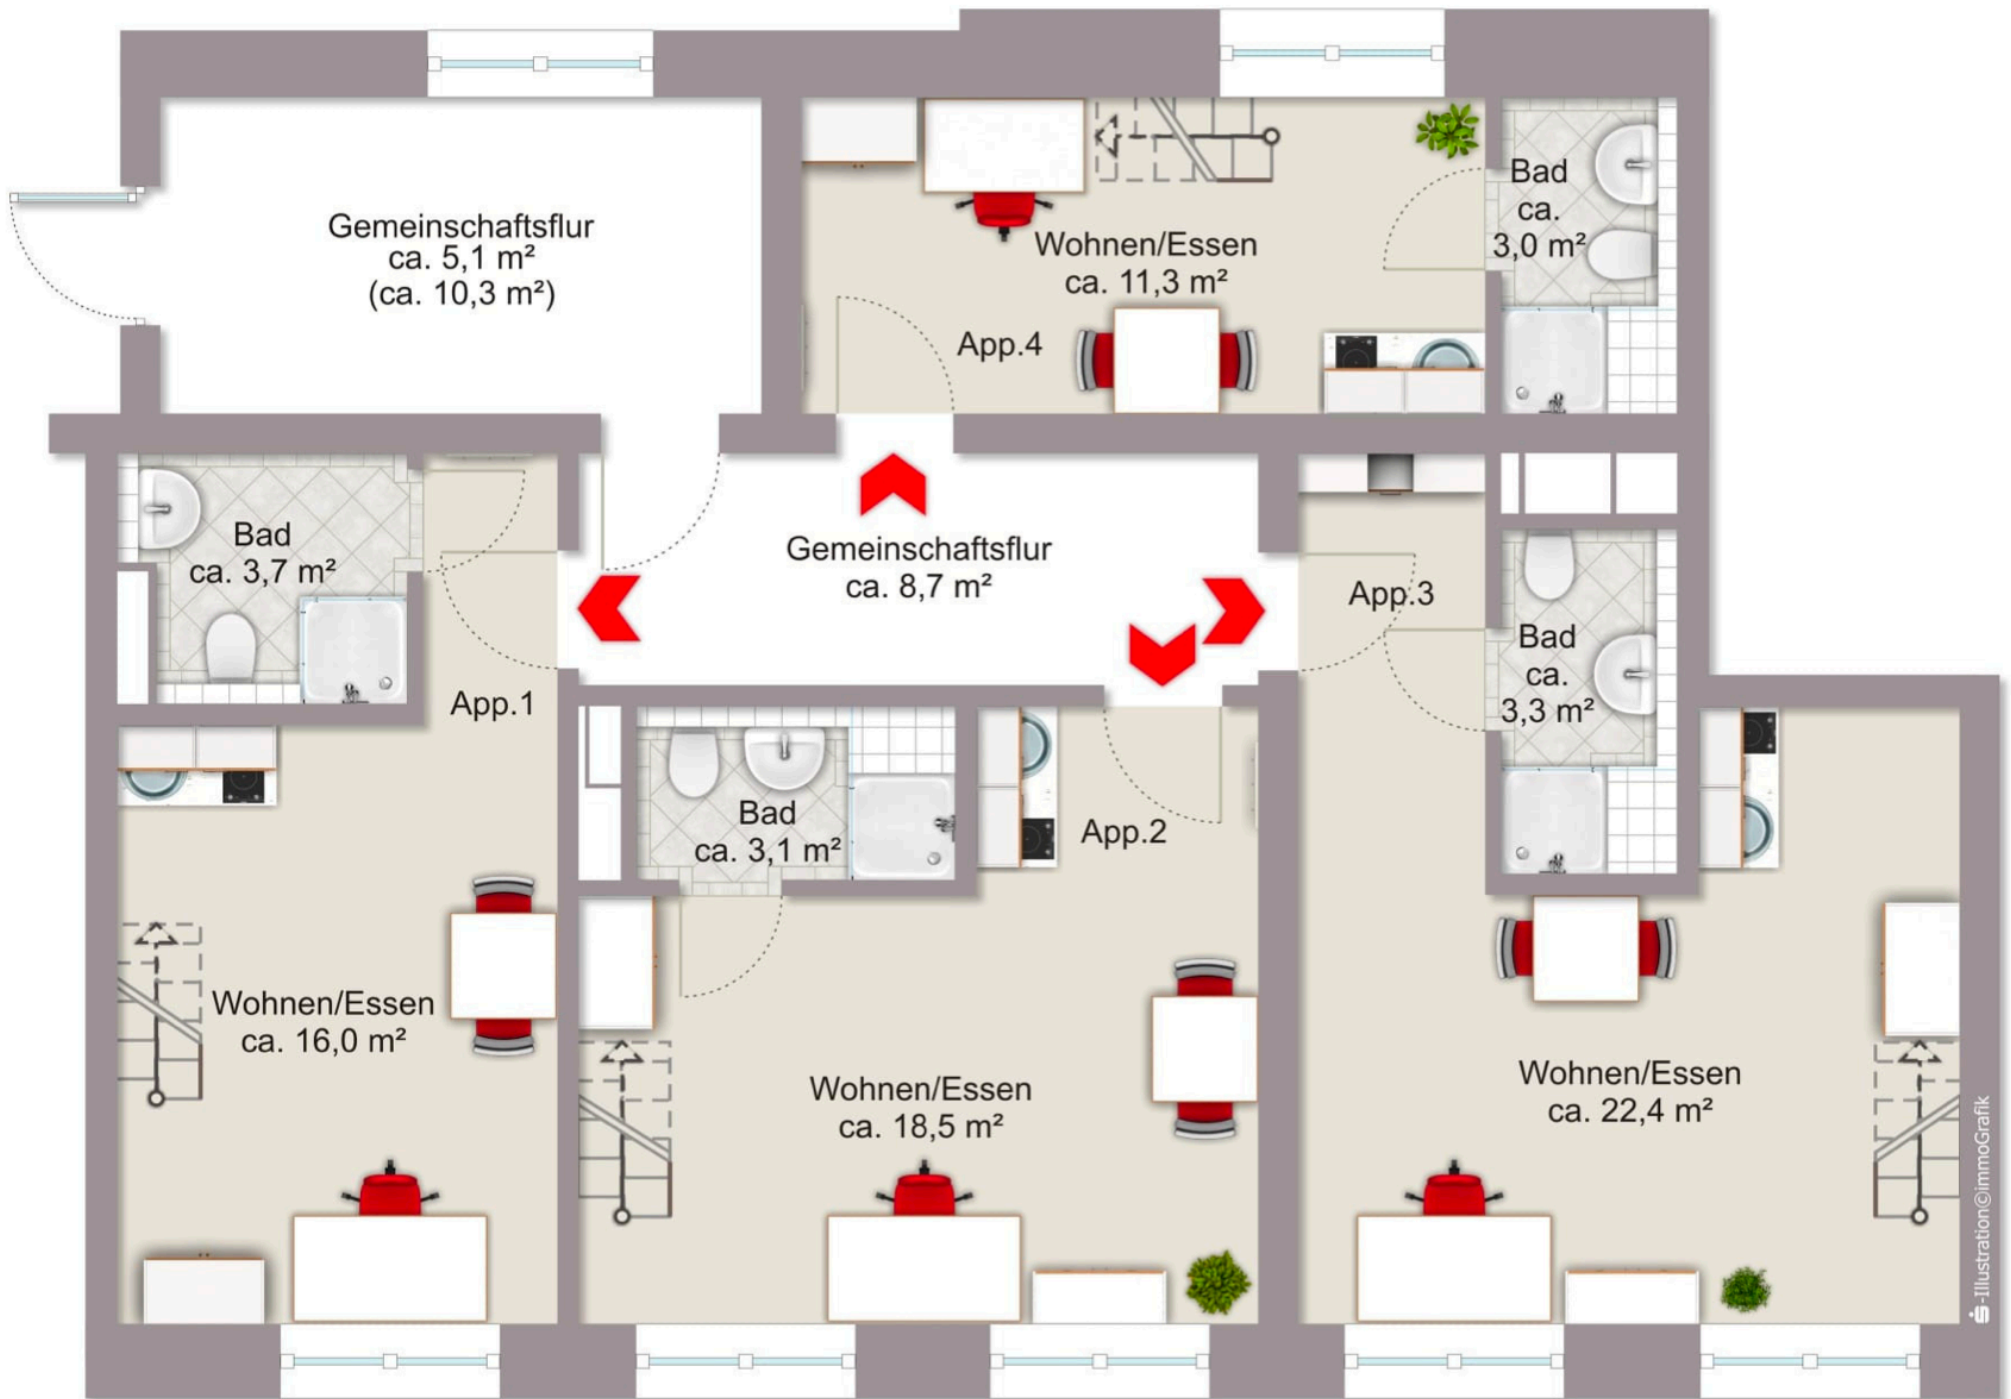 Gemeinschaftsflur
ca. 5,1 m²
(ca. 10,3 m²)
Wohnen/Essen
ca. 11,3 m²
App.4
Bad
ca.
3,0 m²
Bad
ca. 3,7 m²
App.1
Gemeinschaftsflur
ca. 8,7 m²
App.3
Bad
ca.
3,3 m²
Bad
ca. 3,1 m²
App.2
Wohnen/Essen
ca. 16,0 m²
Wohnen/Essen
ca. 18,5 m²
Wohnen/Essen
ca. 22,4 m²
S-Illustration©immoGrafik